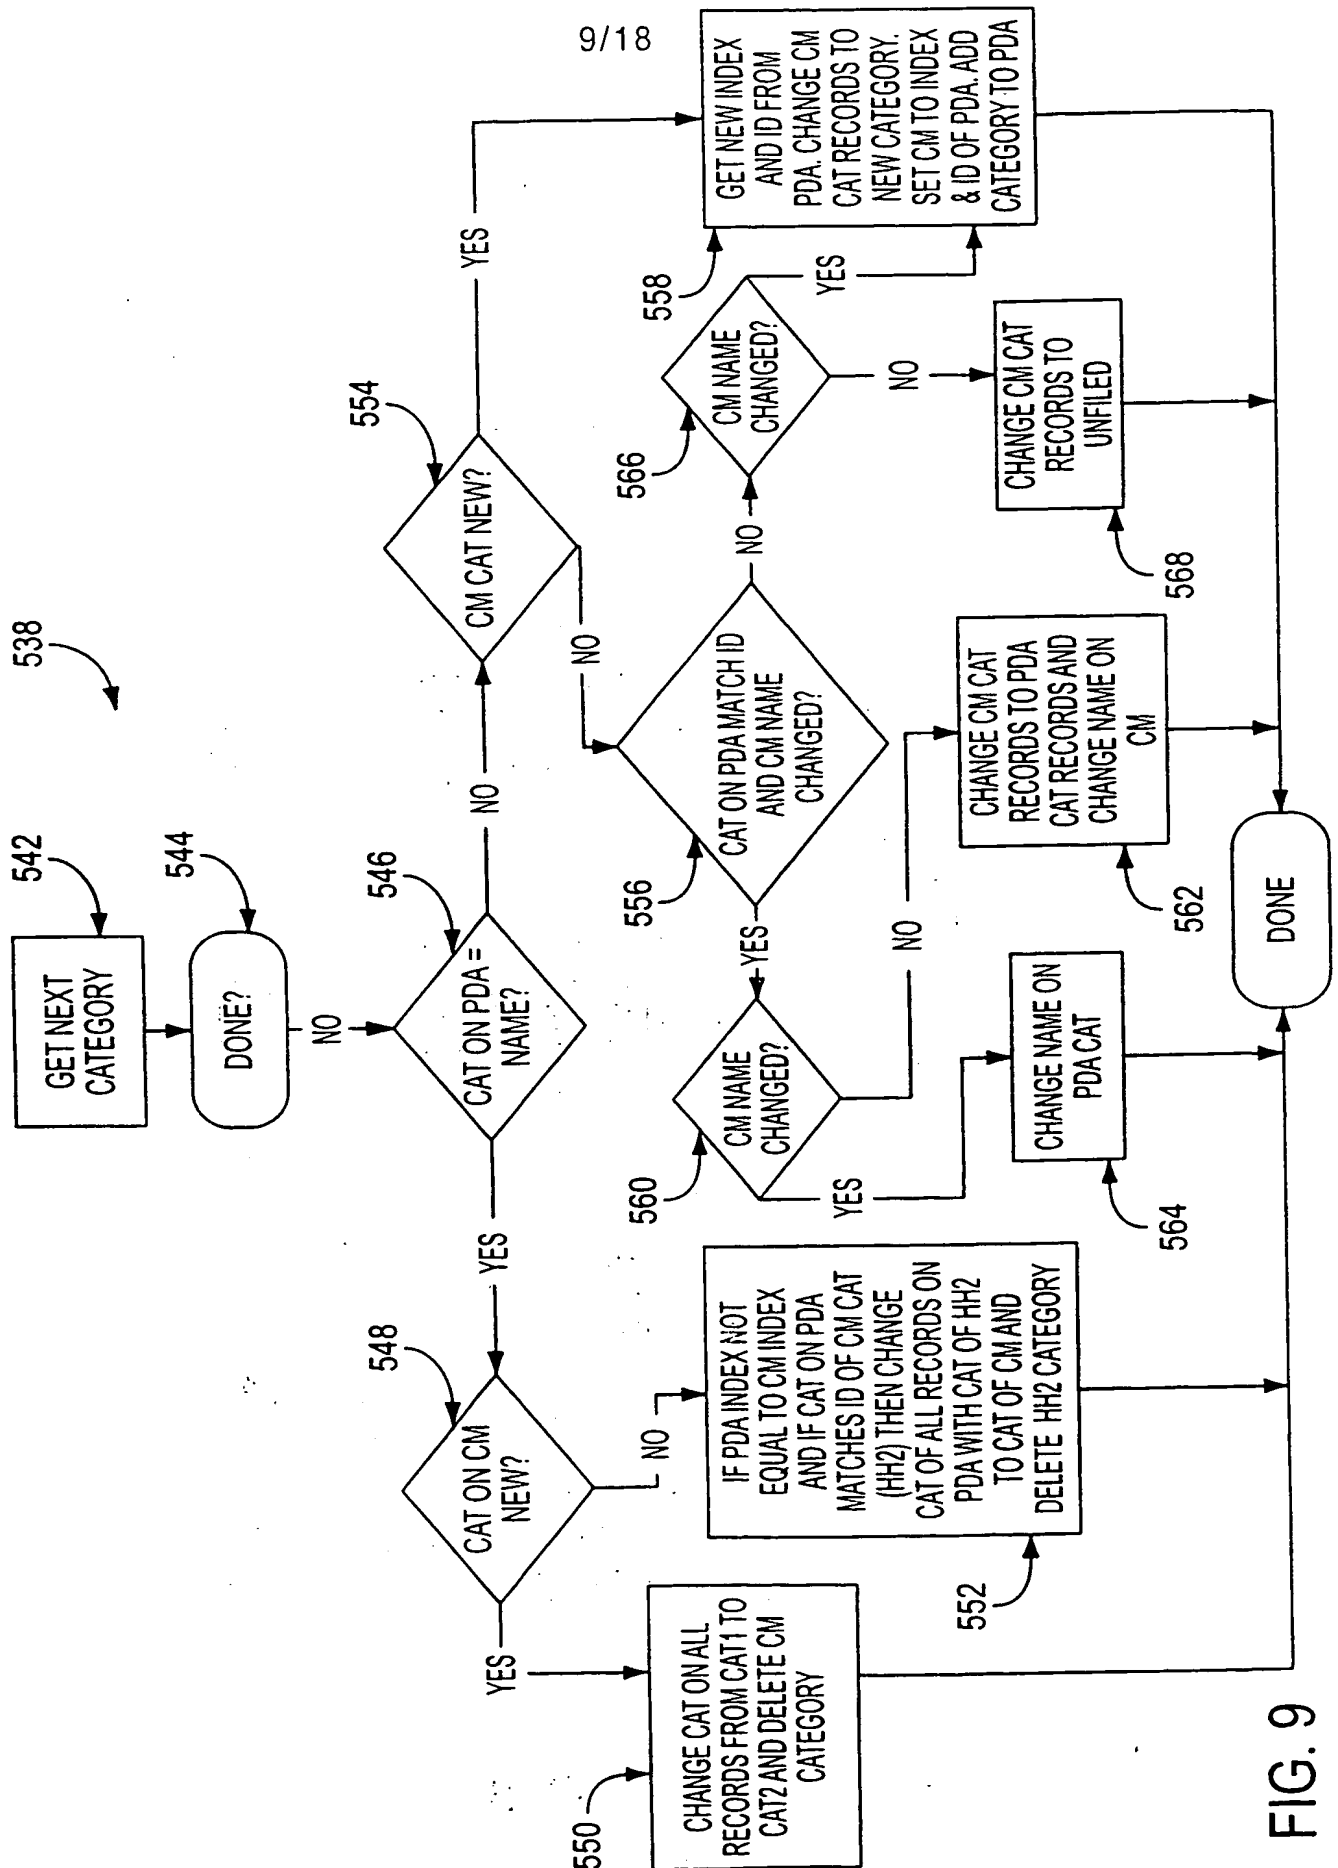 9/18
538
542
GET NEXT
CATEGORY
544
DONE?
NO
546
CAT ON PDA =
NAME?
YES
NO
548
CAT ON CM
NEW?
YES
NO
550
CHANGE CAT ON ALL
RECORDS FROM CAT1 TO
CAT2 AND DELETE CM
CATEGORY
552
IF PDA INDEX NOT
EQUAL TO CM INDEX
AND IF CAT ON PDA
MATCHES ID OF CM CAT
(HH2) THEN CHANGE
CAT OF ALL RECORDS ON
PDA WITH CAT OF HH2
TO CAT OF CM AND
DELETE HH2 CATEGORY
554
CM CAT NEW?
YES
NO
556
CAT ON PDA MATCH ID
AND CM NAME
CHANGED?
YES
NO
558
GET NEW INDEX
AND ID FROM
PDA. CHANGE CM
CAT RECORDS TO
NEW CATEGORY.
SET CM TO INDEX
& ID OF PDA. ADD
CATEGORY TO PDA
560
CM NAME
CHANGED?
YES
NO
562
CHANGE CM CAT
RECORDS TO PDA
CAT RECORDS AND
CHANGE NAME ON
CM
564
CHANGE NAME ON
PDA CAT
566
CM NAME
CHANGED?
YES
NO
568
CHANGE CM CAT
RECORDS TO
UNFILED
DONE
FIG. 9